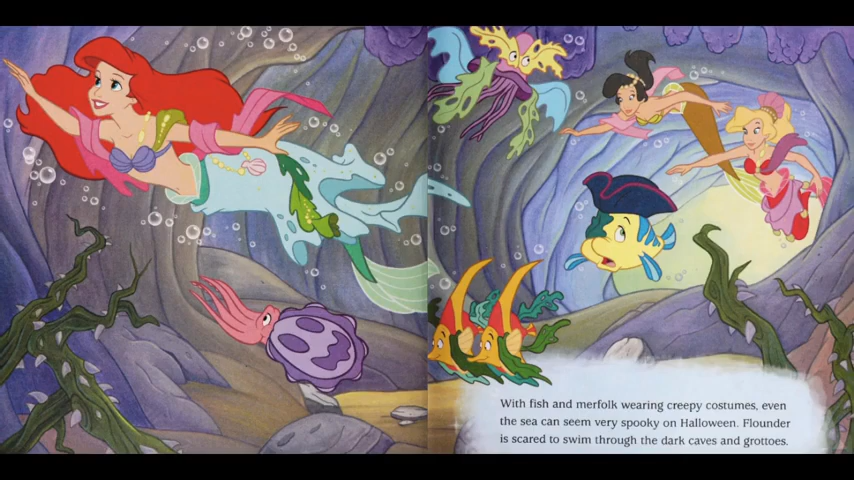 With fish and merfolk wearing creepy costumes, even
the sea can seem very spooky on Halloween. Flounder
is scared to swim through the dark caves and grottoes.